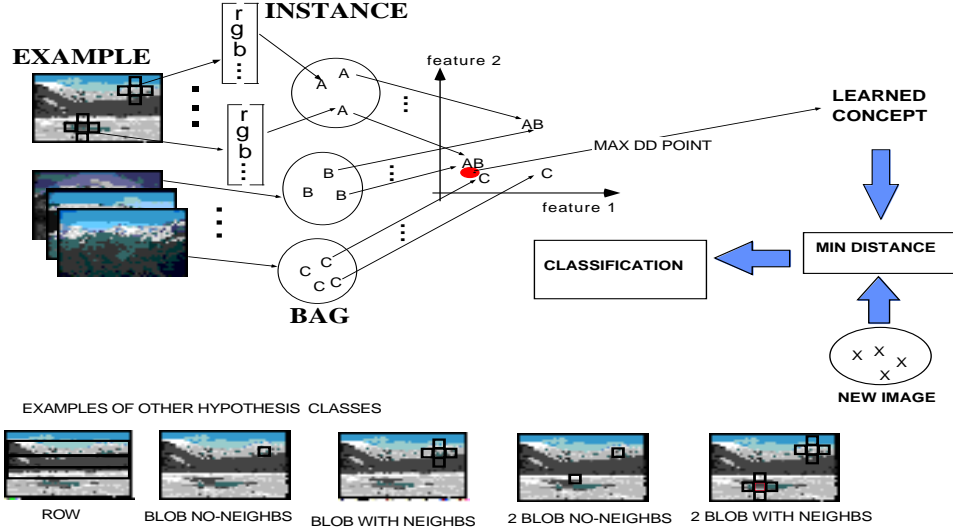 INSTANCE
EXAMPLE
r
g
b
r
g
b
A
A
A
feature 2
AB
AB
C
C
MAX DD POINT
feature 1
LEARNED
CONCEPT
B
B
B
C
C
C
C
BAG
MIN DISTANCE
CLASSIFICATION
X
X
X
X
NEW IMAGE
EXAMPLES OF OTHER HYPOTHESIS CLASSES
ROW
BLOB NO-NEIGHBS
BLOB WITH NEIGHBS
2 BLOB NO-NEIGHBS
2 BLOB WITH NEIGHBS